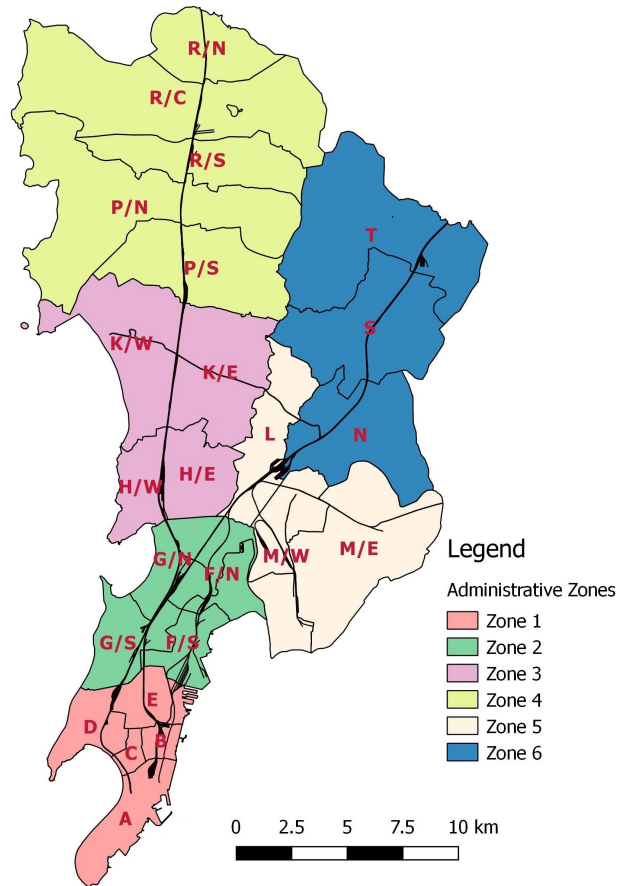 R/N
R/C
R/S
P/N
T
P/S
S
K/W
K/E
L
N
H/W
H/E
G/N
F/N
M/W
M/E
G/S
F/S
E
D
B
C
A
Legend
Administrative Zones
Zone 1
Zone 2
Zone 3
Zone 4
Zone 5
Zone 6
0 2.5 5 7.5 10 km